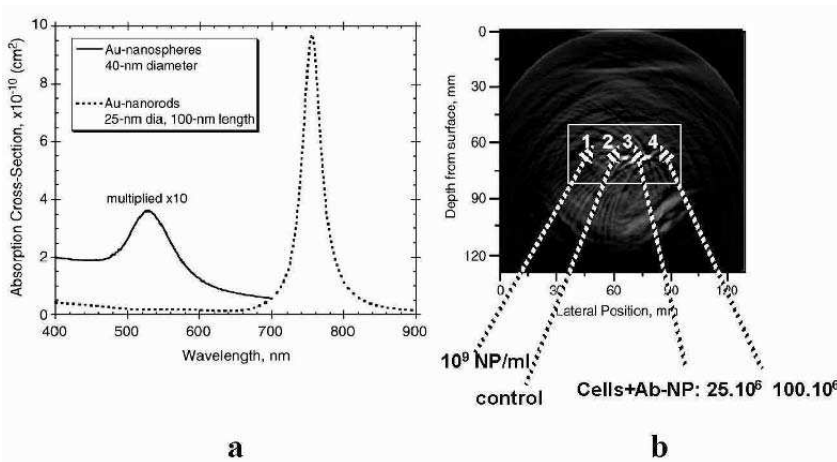 10
8
6
4
2
0
Absorption Cross-Section, x10⁻¹⁰ (cm²)
Au-nanospheres
40-nm diameter
Au-nanorods
25-nm dia, 100-nm length
multiplied x10
400 500 600 700 800 900
Wavelength, nm
a
0
30
60
90
120
Depth from surface, mm
1. 2. 3. 4.
0 30 60 90 120
Lateral Position, mm
10⁹ NP/ml
control
Cells+Ab-NP: 25.10⁶ 100.10⁶
b